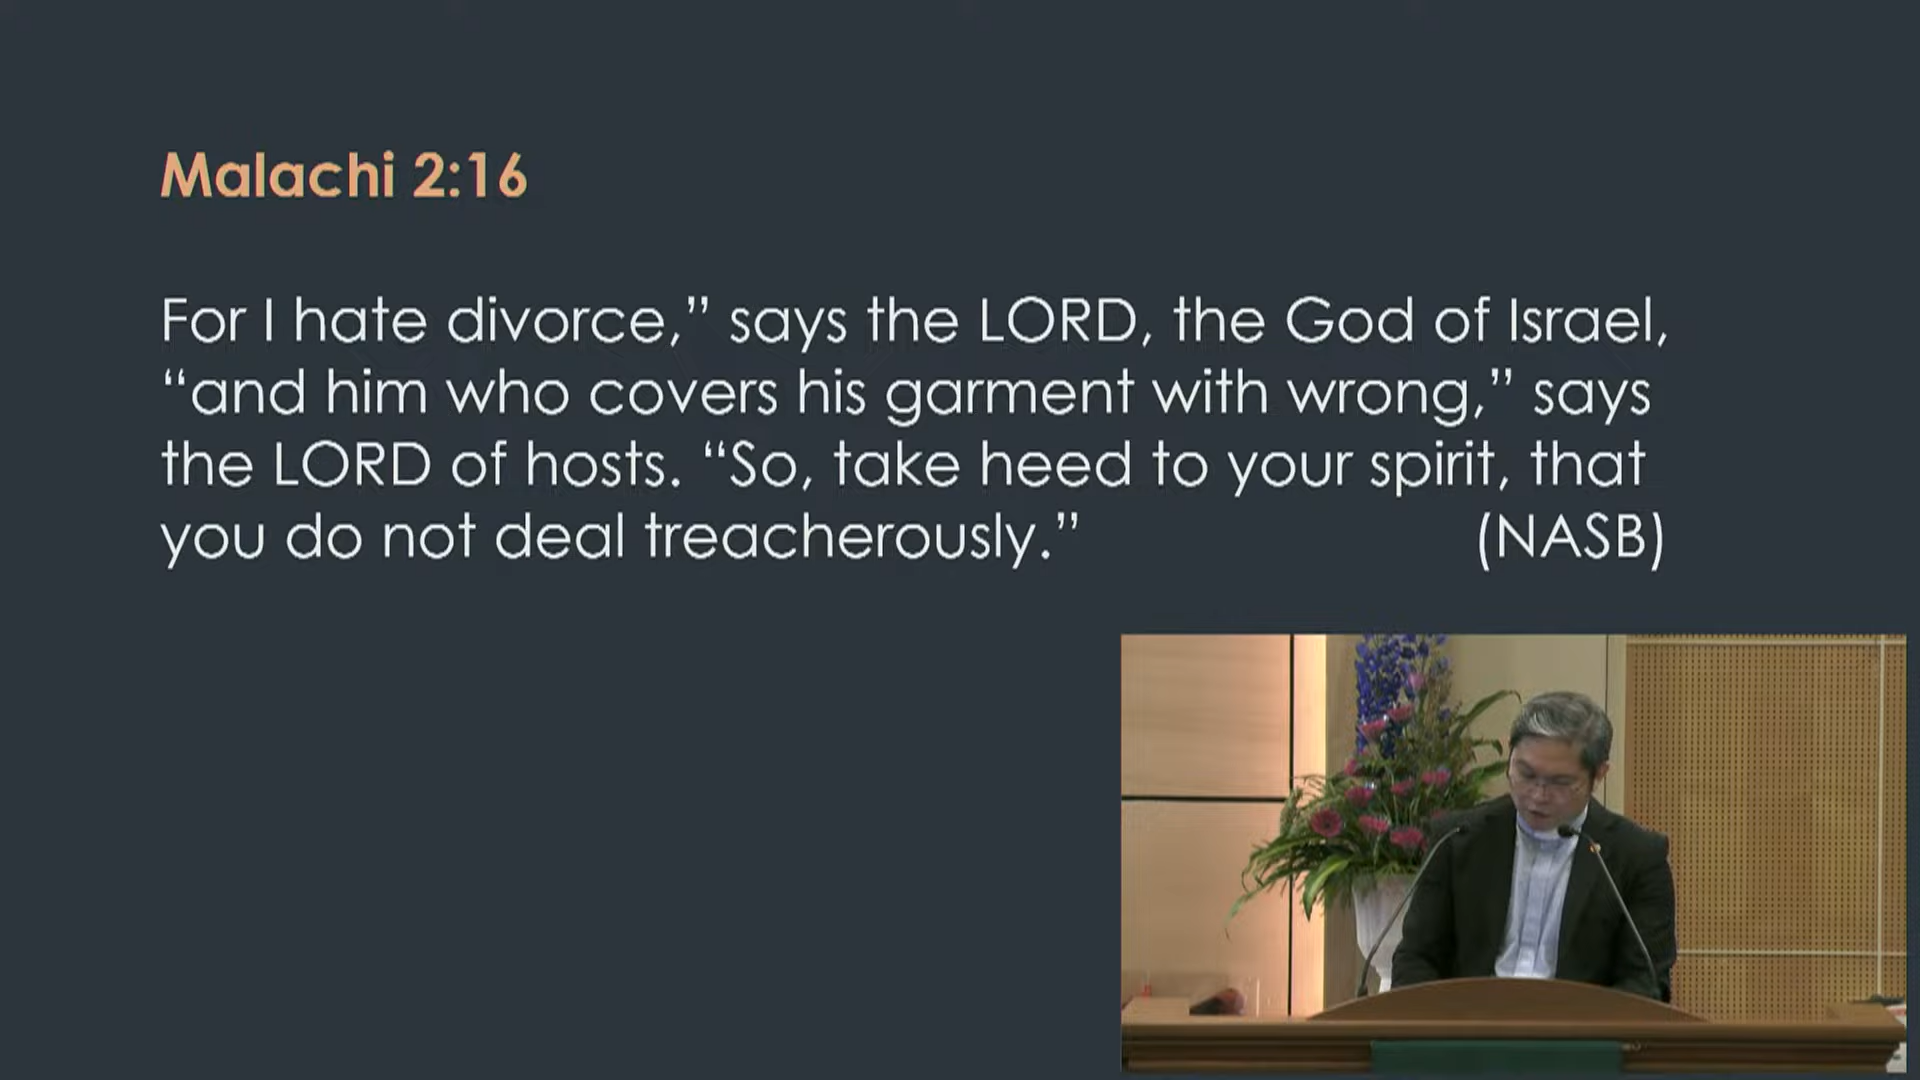 Malachi 2:16
For I hate divorce,” says the LORD, the God of Israel,
“and him who covers his garment with wrong,” says
the LORD of hosts. “So, take heed to your spirit, that
you do not deal treacherously.” (NASB)